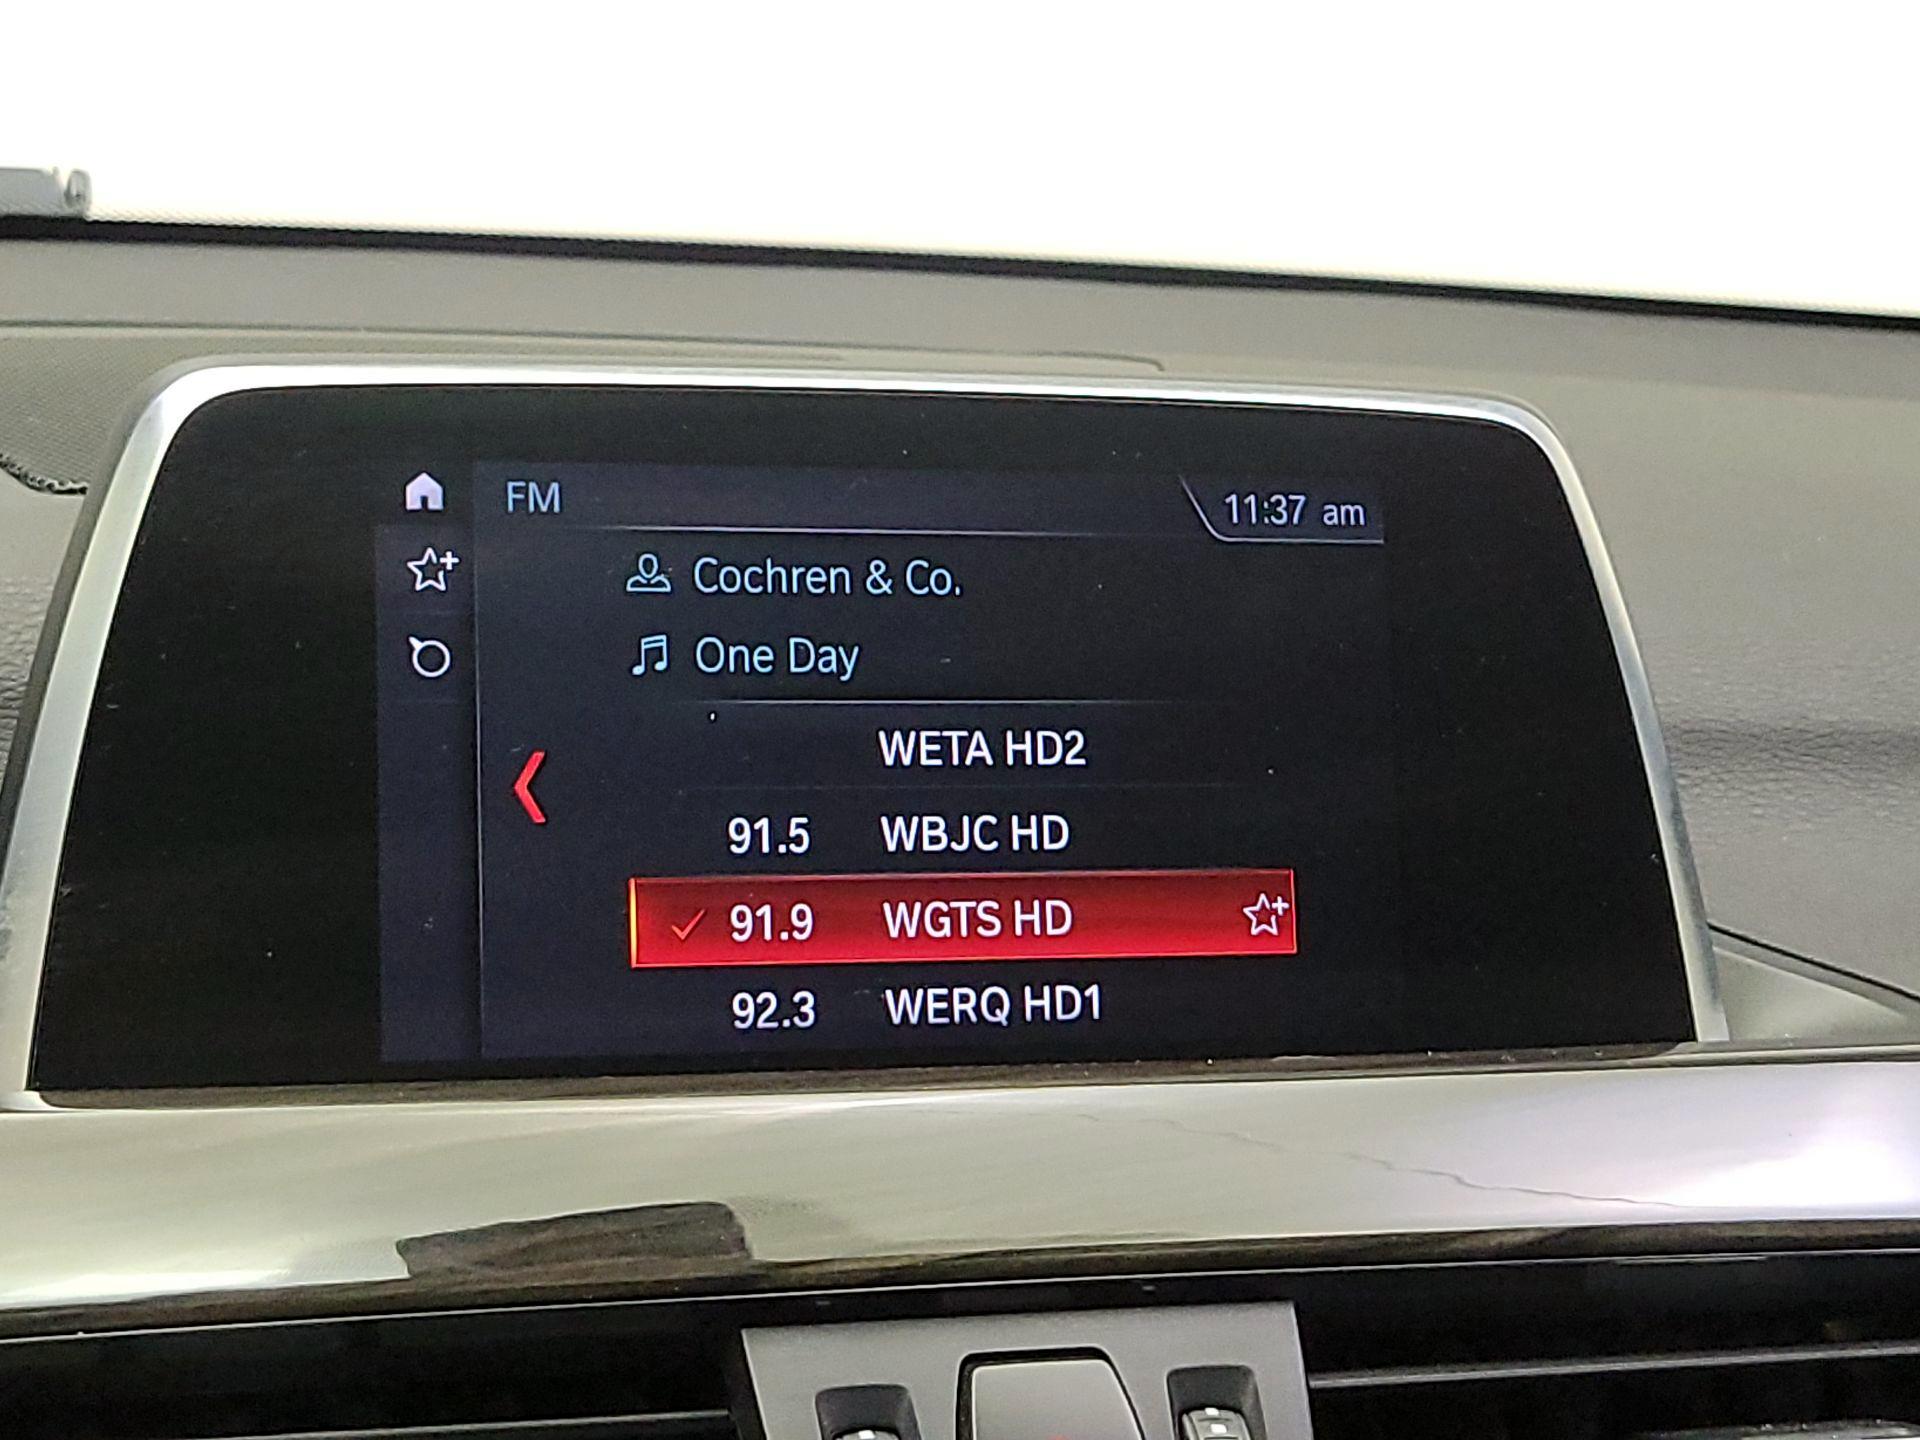 FM 11:37 am
Cochren & Co.
One Day
WETA HD2
91.5 WBJC HD
91.9 WGTS HD
92.3 WERQ HD1